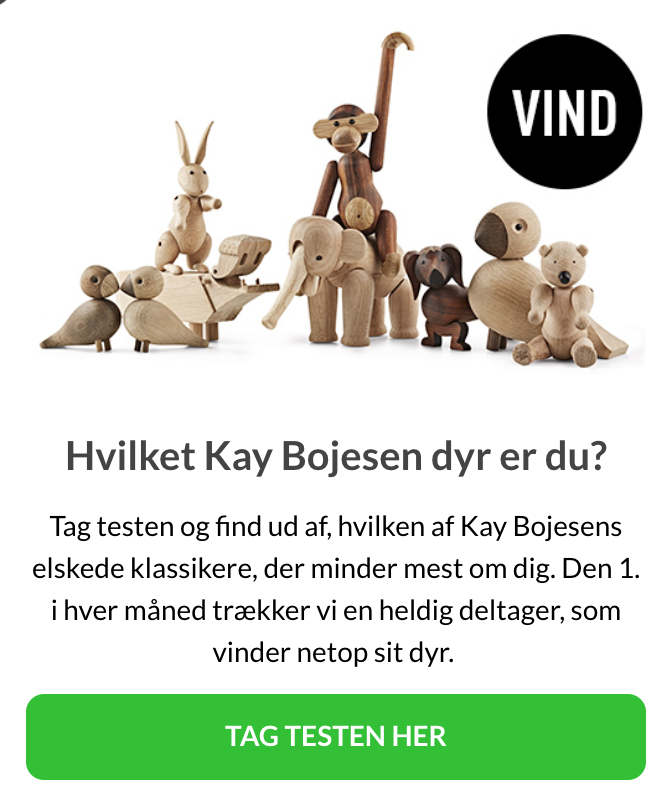 VIND
Hvilket Kay Bojesen dyr er du?
Tag testen og find ud af, hvilken af Kay Bojesens
elskede klassikere, der minder mest om dig. Den 1.
i hver måned trækker vi en heldig deltager, som
vinder netop sit dyr.
TAG TESTEN HER